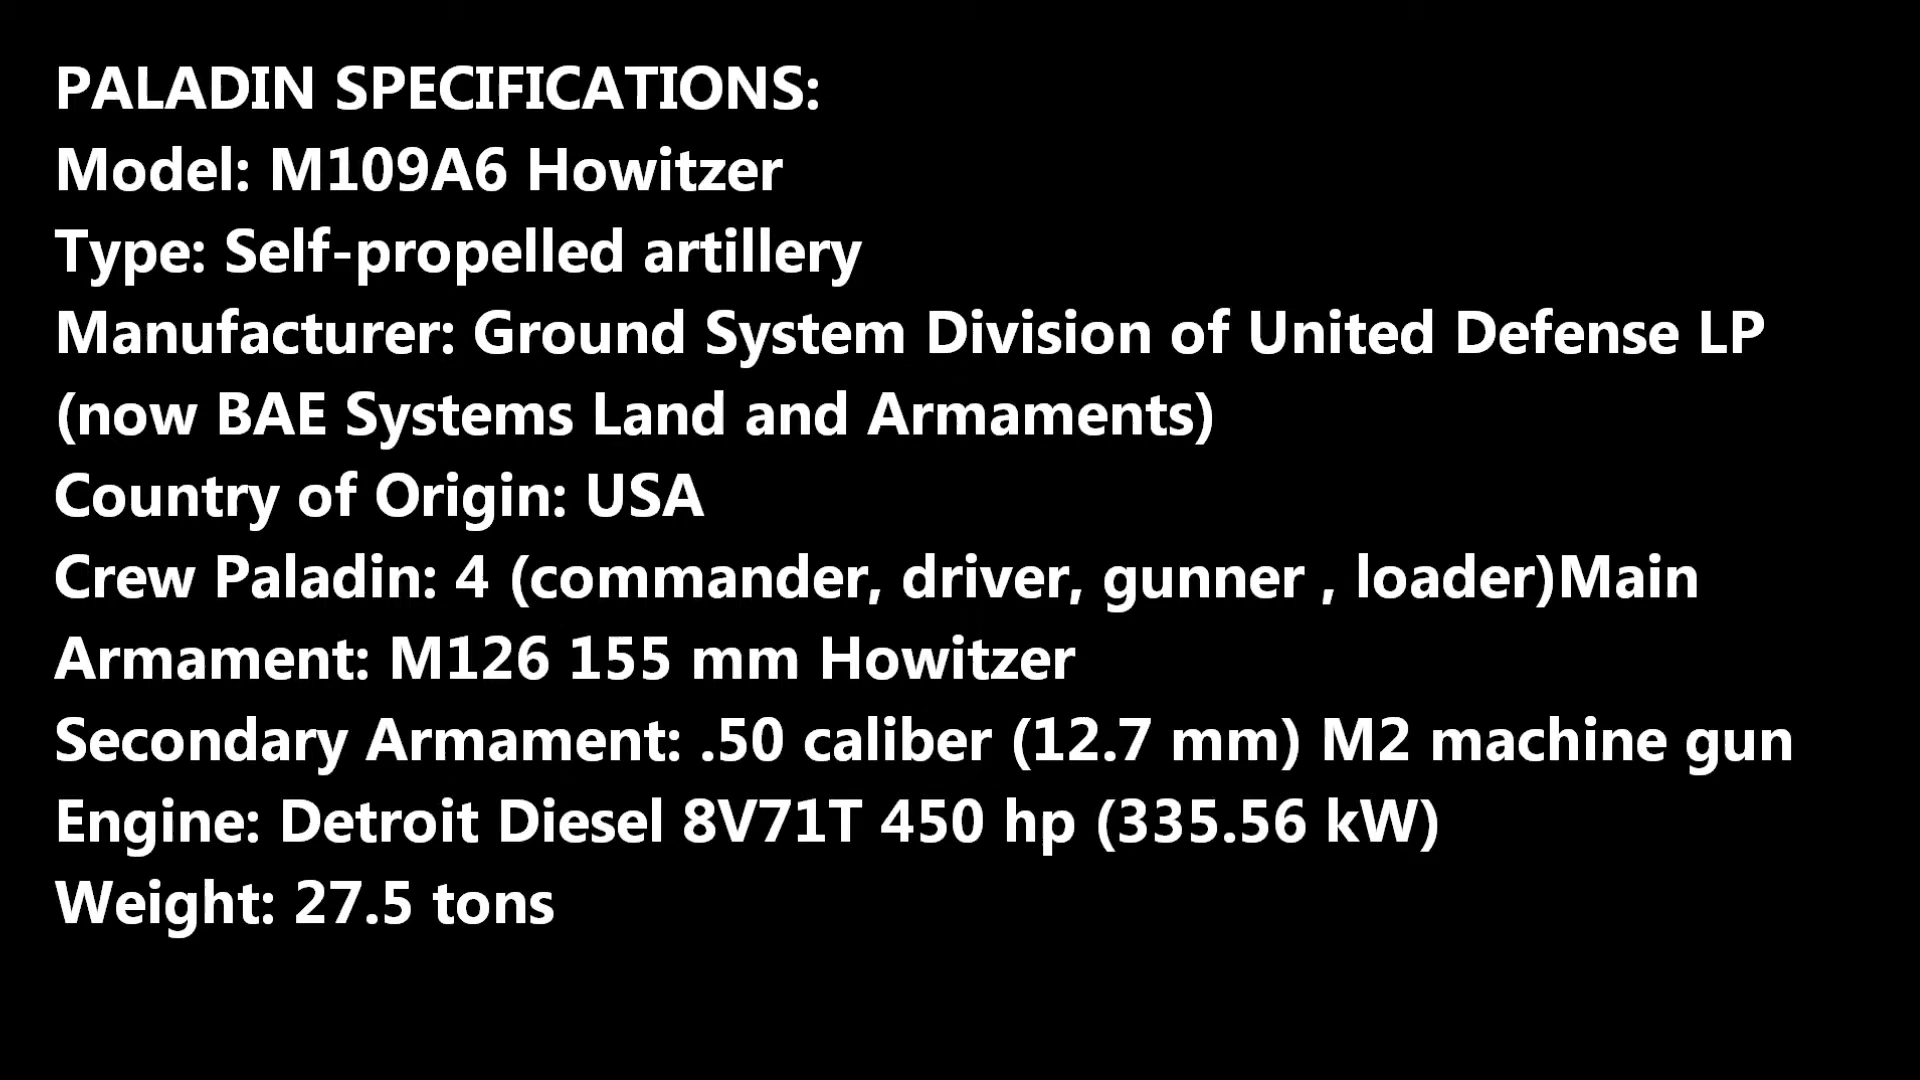 PALADIN SPECIFICATIONS:
Model: M109A6 Howitzer
Type: Self-propelled artillery
Manufacturer: Ground System Division of United Defense LP
(now BAE Systems Land and Armaments)
Country of Origin: USA
Crew Paladin: 4 (commander, driver, gunner , loader)Main
Armament: M126 155 mm Howitzer
Secondary Armament: .50 caliber (12.7 mm) M2 machine gun
Engine: Detroit Diesel 8V71T 450 hp (335.56 kW)
Weight: 27.5 tons